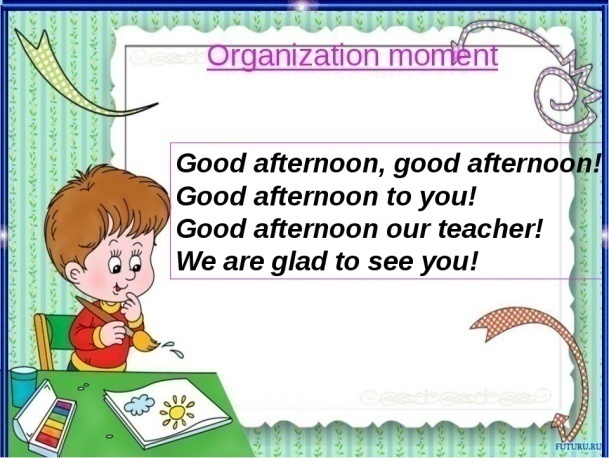 Organization moment
Good afternoon, good afternoon!
Good afternoon to you!
Good afternoon our teacher!
We are glad to see you!
FUTURU.RU